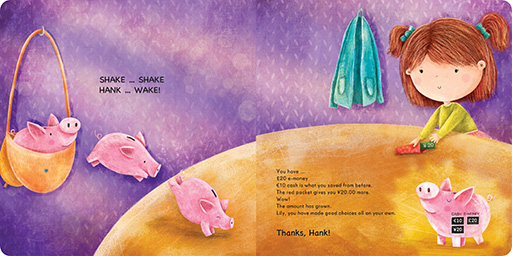 SHAKE ... SHAKE
HANK ... WAKE!
You have ...
£20 e-money
€10 cash is what you saved from before.
The red packet gives you ¥20.00 more.
Wow!
The amount has grown.
Lily, you have made good choices all on your own.
Thanks, Hank!
¥20
€10
£20
¥20